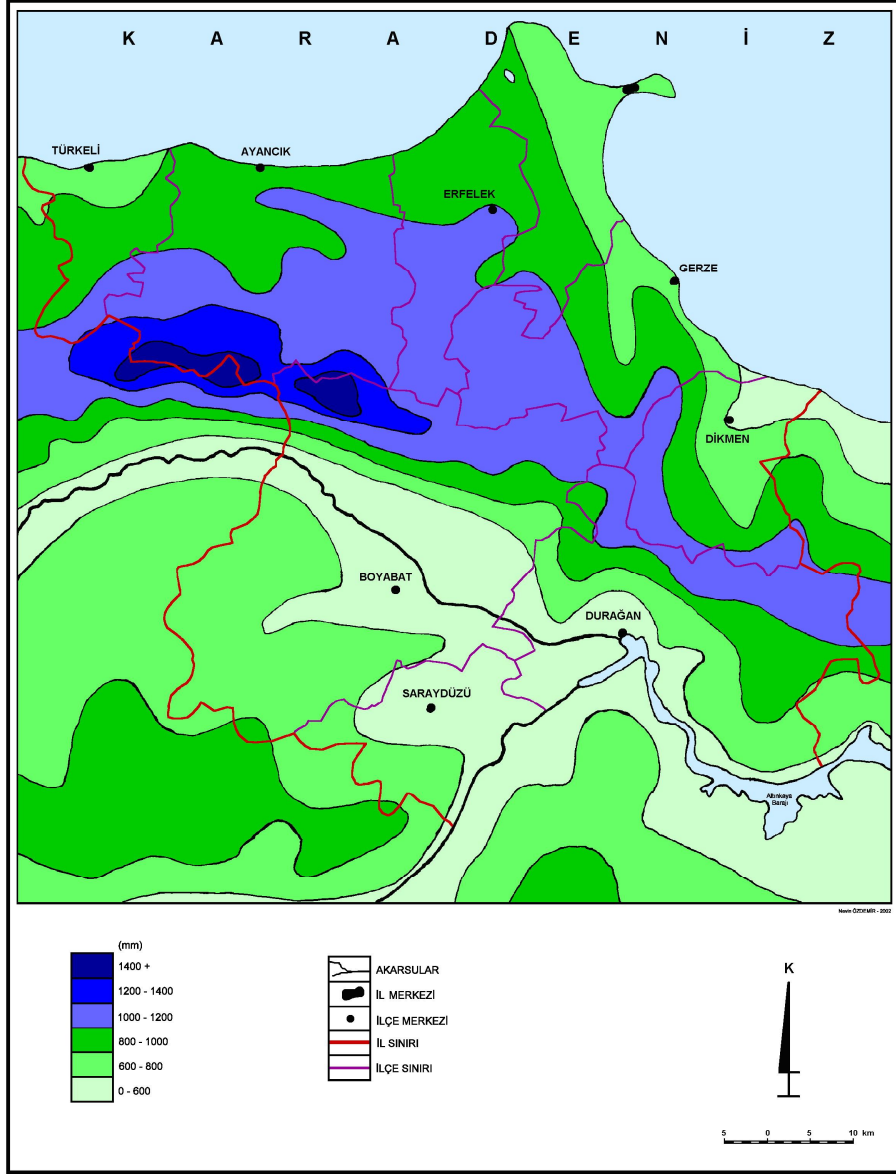 K A R A D E N İ Z
TÜRKELİ
AYANCIK
ERFELEK
GERZE
DİKMEN
BOYABAT
DURAĞAN
SARAYDÜZÜ
Altınkaya
Barajı
Nevin ÖZDEMİR - 2002
(mm)
1400 +
1200 - 1400
1000 - 1200
800 - 1000
600 - 800
0 - 600
AKARSULAR
İL MERKEZİ
İLÇE MERKEZİ
İL SINIRI
İLÇE SINIRI
K
5 0 5 10 km